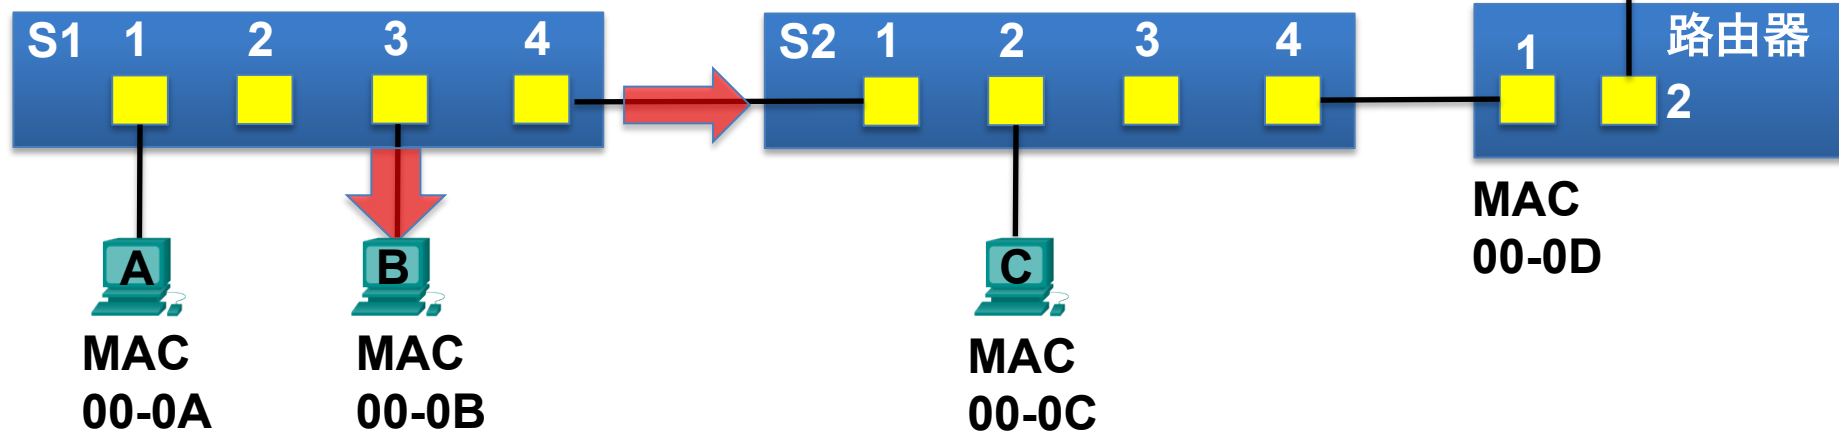 S1 1 2 3 4
S2 1 2 3 4
路由器
1
2
A
MAC
00-0A
B
MAC
00-0B
C
MAC
00-0C
MAC
00-0D